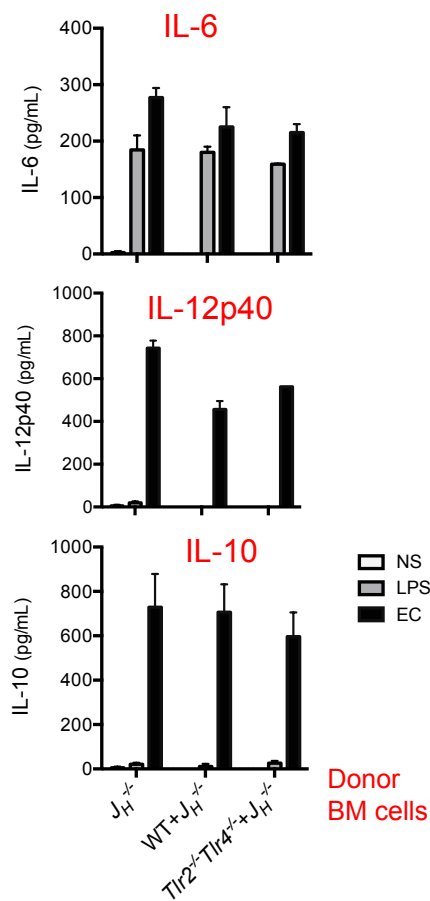 IL-6
400
300
200
100
0
IL-6 (pg/mL)
IL-12p40
1000
800
600
400
200
0
IL-12p40 (pg/mL)
IL-10
1000
800
600
400
200
0
IL-10 (pg/mL)
NS
LPS
EC
JH-/-
WT+JH-/-
Tlr2-/-Tlr4-/-+JH-/-
Donor
BM cells